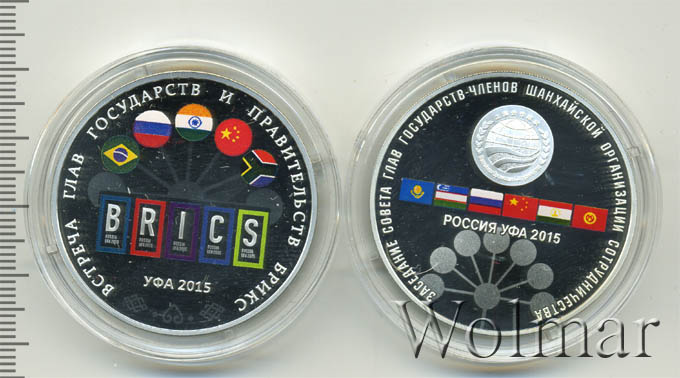 ВСТРЕЧА ГЛАВ ГОСУДАРСТВ И ПРАВИТЕЛЬСТВ БРИКС
BRICS
УФА 2015
ЗАСЕДАНИЕ СОВЕТА ГЛАВ ГОСУДАРСТВ-ЧЛЕНОВ ШАНХАЙСКОЙ ОРГАНИЗАЦИИ СОТРУДНИЧЕСТВА
РОССИЯ УФА 2015
Wolmar